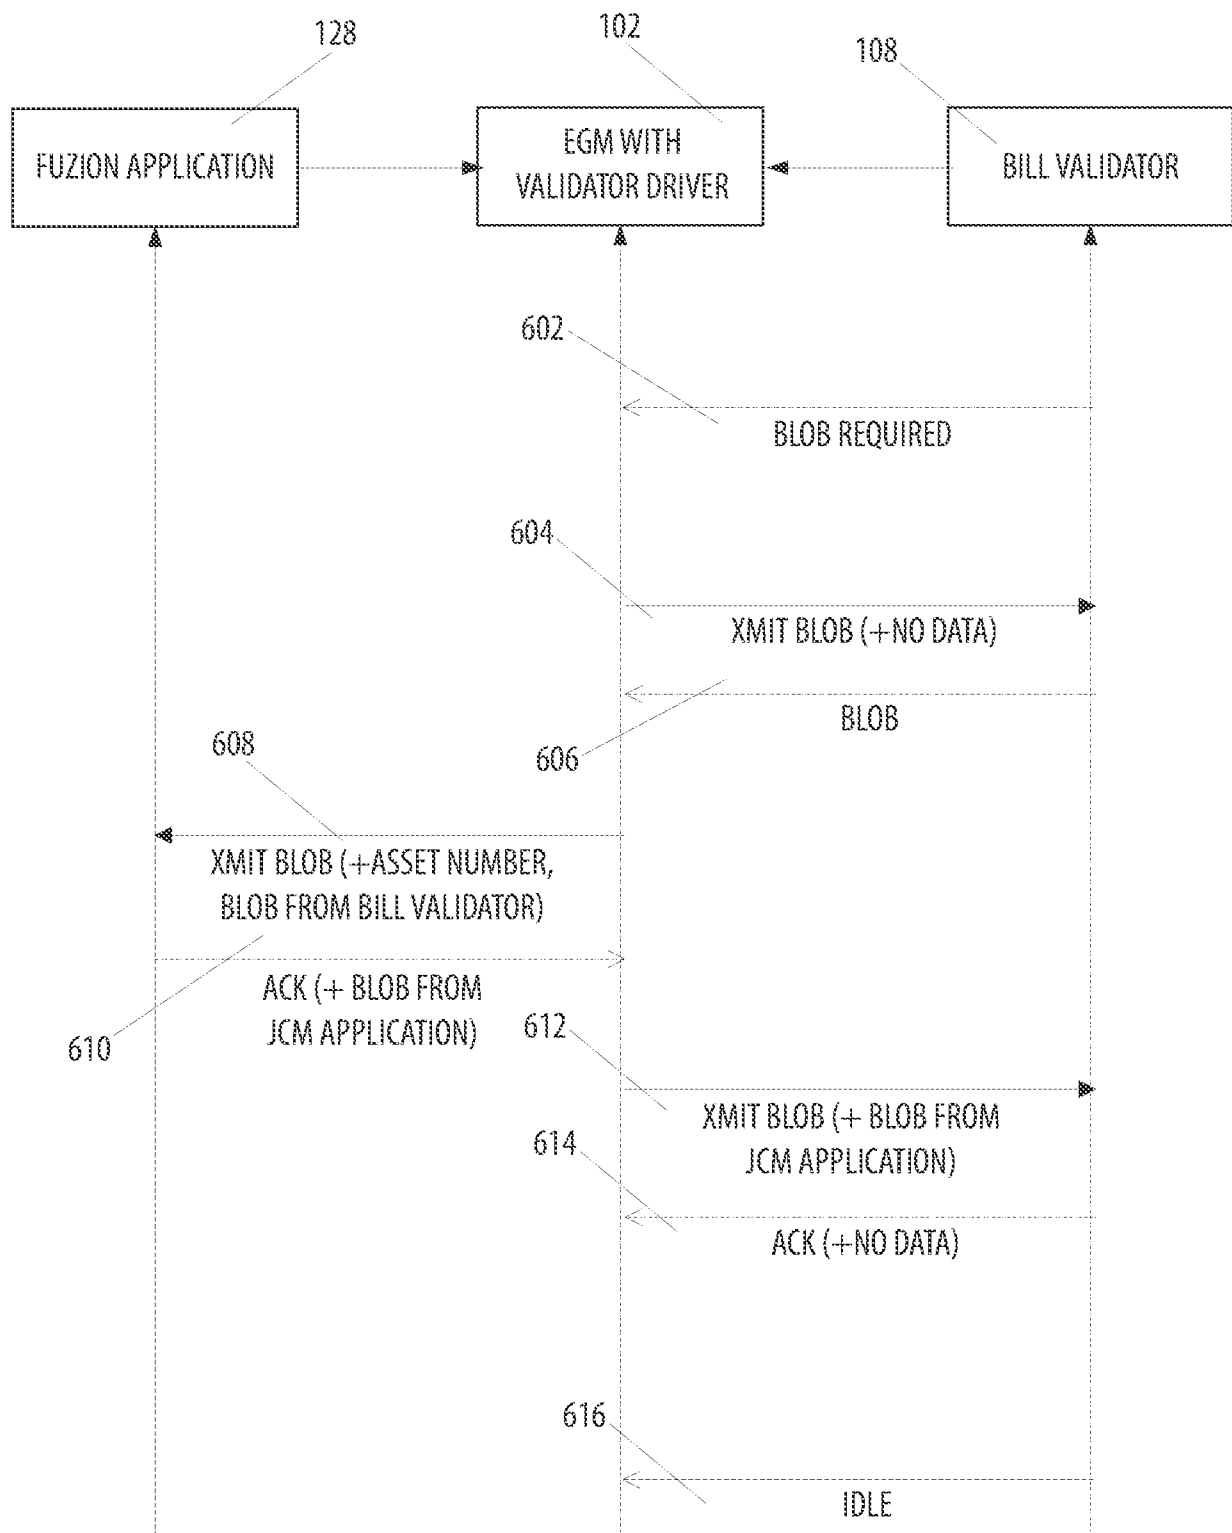 128
102
108
FUZION APPLICATION
EGM WITH
VALIDATOR DRIVER
BILL VALIDATOR
602
BLOB REQUIRED
604
XMIT BLOB (+NO DATA)
BLOB
606
608
XMIT BLOB (+ASSET NUMBER,
BLOB FROM BILL VALIDATOR)
ACK (+ BLOB FROM
JCM APPLICATION)
610
612
XMIT BLOB (+ BLOB FROM
JCM APPLICATION)
614
ACK (+NO DATA)
616
IDLE